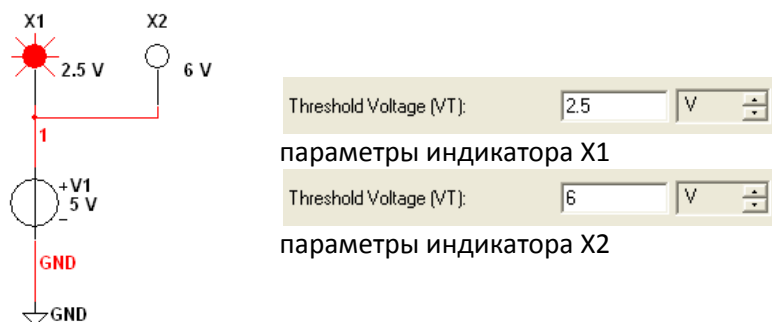 X1 X2
2.5 V 6 V
1
+V1
5 V
−
GND
GND
Threshold Voltage (VT): 2.5 V
параметры индикатора X1
Threshold Voltage (VT): 6 V
параметры индикатора X2